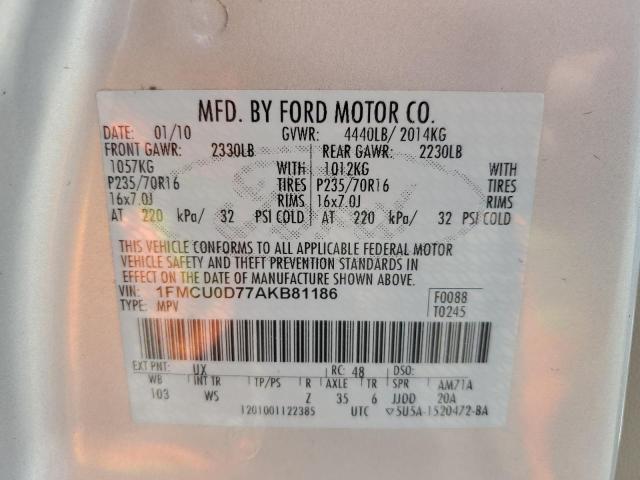 MFD. BY FORD MOTOR CO.
DATE: 01/10 GVWR: 4440LB/ 2014KG
FRONT GAWR: 2330LB REAR GAWR: 2230LB
1057KG WITH 1012KG WITH
P235/70R16 TIRES P235/70R16 TIRES
16x7.0J RIMS 16x7.0J RIMS
AT 220 kPa/ 32 PSI COLD AT 220 kPa/ 32 PSI COLD
THIS VEHICLE CONFORMS TO ALL APPLICABLE FEDERAL MOTOR
VEHICLE SAFETY AND THEFT PREVENTION STANDARDS IN
EFFECT ON THE DATE OF MANUFACTURE SHOWN ABOVE.
VIN: 1FMCU0D77AKB81186 F0088
TYPE: MPV T0245
EXT PNT: UX RC: 48 DSO:
WB INT TR TP/PS R AXLE TR SPR AM71A
103 WS Z 35 6 JJDD 20A
1201001122385 UTC ▽5U5A-1520472-BA